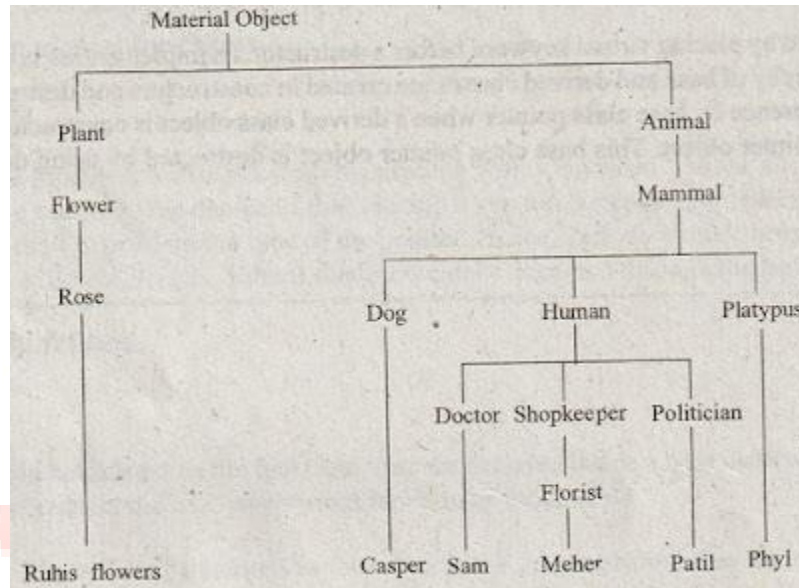 Material Object
Plant Animal
Flower Mammal
Rose
Dog Human Platypus
Doctor Shopkeeper Politician
Florist
Ruhis flowers Casper Sam Meher Patil Phyl